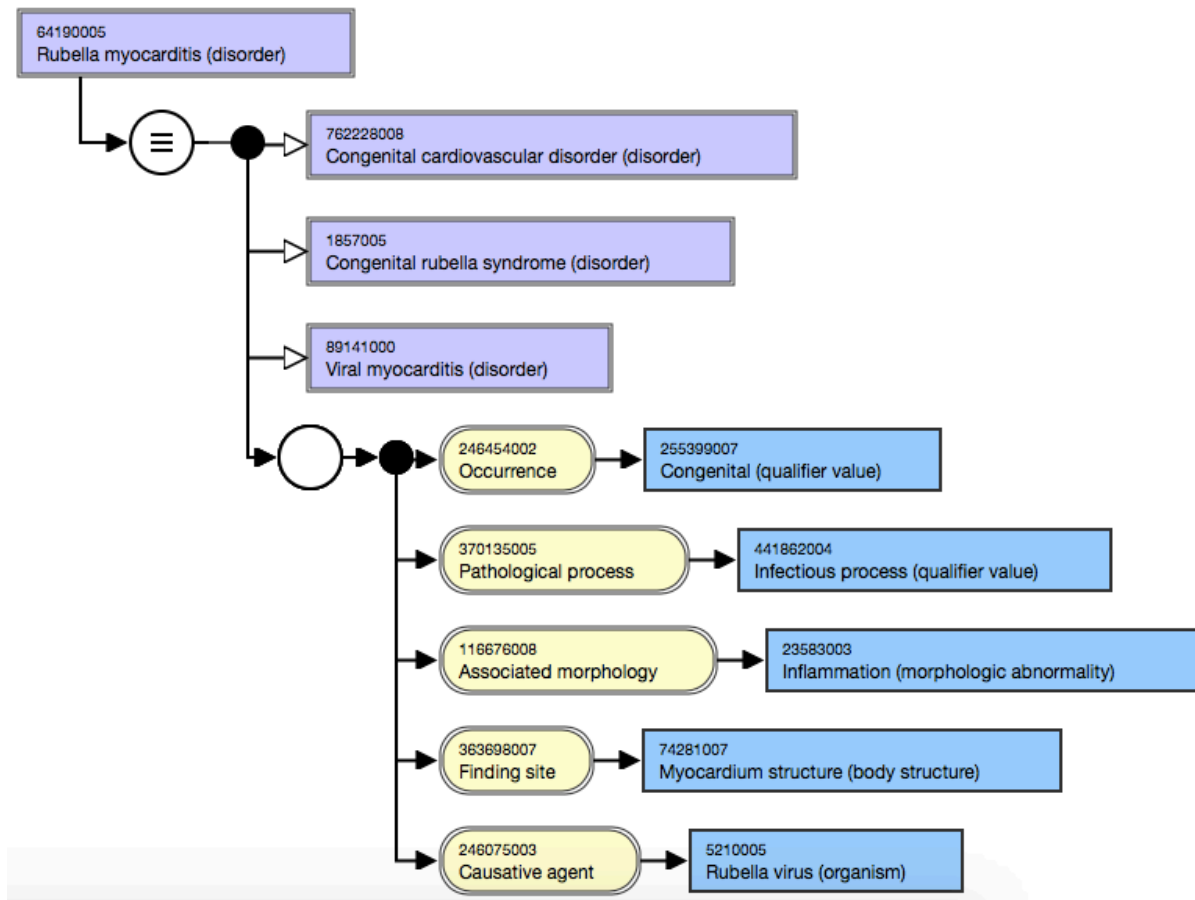 64190005
Rubella myocarditis (disorder)
762228008
Congenital cardiovascular disorder (disorder)
1857005
Congenital rubella syndrome (disorder)
89141000
Viral myocarditis (disorder)
246454002
Occurrence
255399007
Congenital (qualifier value)
370135005
Pathological process
441862004
Infectious process (qualifier value)
116676008
Associated morphology
23583003
Inflammation (morphologic abnormality)
363698007
Finding site
74281007
Myocardium structure (body structure)
246075003
Causative agent
5210005
Rubella virus (organism)